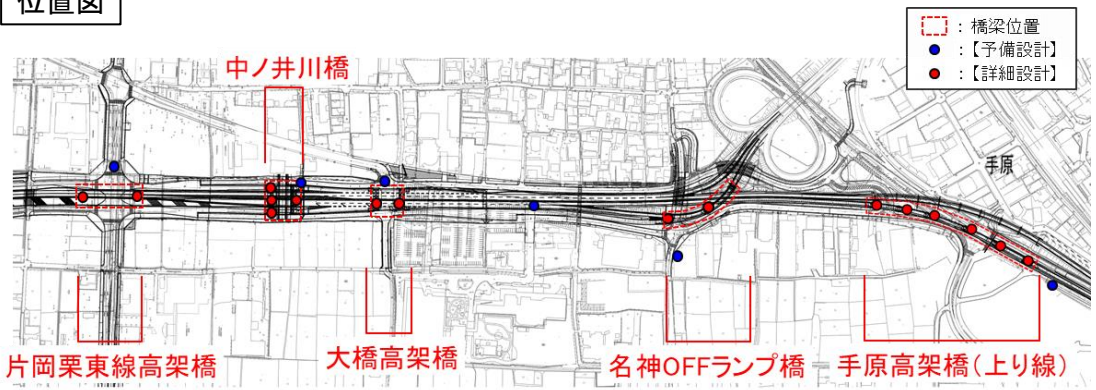 位置図
：橋梁位置
：【予備設計】
：【詳細設計】
中ノ井川橋
手原
片岡栗東線高架橋
大橋高架橋
名神OFFランプ橋
手原高架橋（上り線）